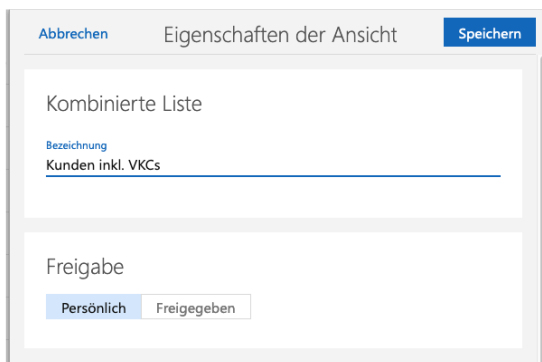 Abbrechen Eigenschaften der Ansicht Speichern
Kombinierte Liste
Bezeichnung
Kunden inkl. VKCs
Freigabe
Persönlich Freigegeben